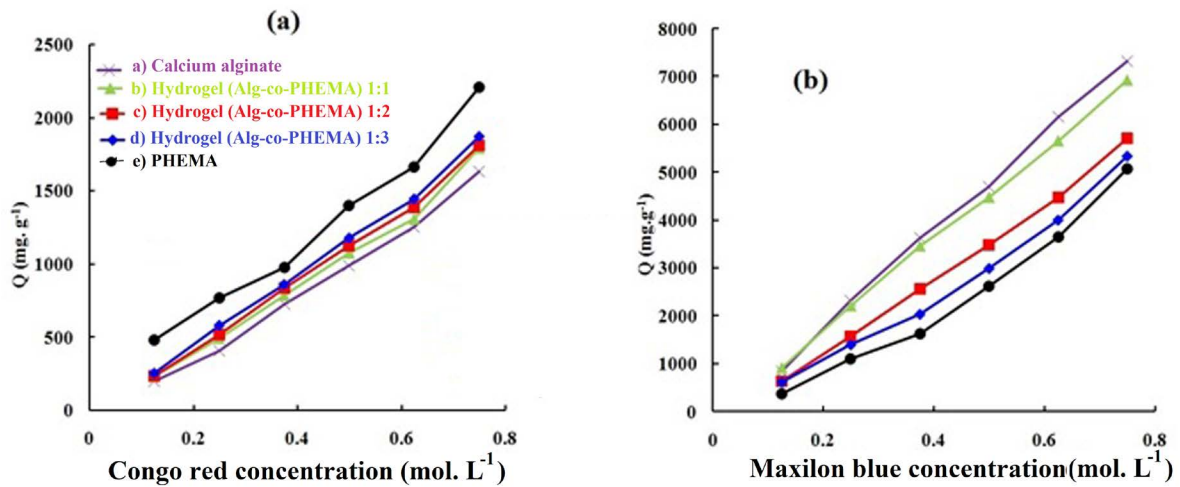 (a)
Q (mg. g-1)
2500
2000
1500
1000
500
0
a) Calcium alginate
b) Hydrogel (Alg-co-PHEMA) 1:1
c) Hydrogel (Alg-co-PHEMA) 1:2
d) Hydrogel (Alg-co-PHEMA) 1:3
e) PHEMA
0 0.2 0.4 0.6 0.8
Congo red concentration (mol. L-1)
(b)
Q (mg.g-1)
8000
7000
6000
5000
4000
3000
2000
1000
0
0 0.2 0.4 0.6 0.8
Maxilon blue concentration(mol. L-1)